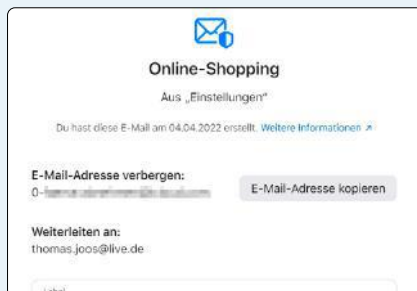 Online-Shopping
Aus „Einstellungen“
Du hast diese E-Mail am 04.04.2022 erstellt. Weitere Informationen ↗
E-Mail-Adresse verbergen:
E-Mail-Adresse kopieren
Weiterleiten an:
thomas.joos@live.de
Label